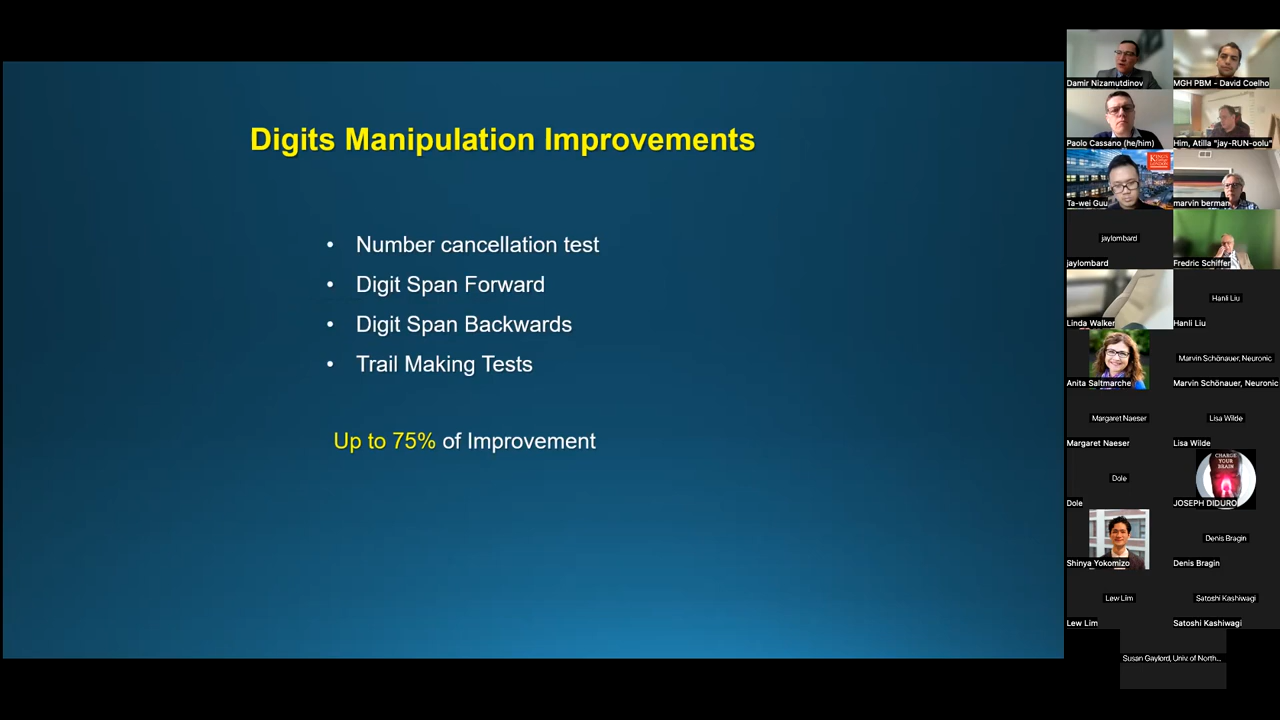 Digits Manipulation Improvements
• Number cancellation test
• Digit Span Forward
• Digit Span Backwards
• Trail Making Tests
Up to 75% of Improvement
Damir Nizamutdinov
MGH PBM - David Coelho
Paolo Cassano (he/him)
Him, Atilla "jay-RUN-oolu"
Ta-wei Guu
marvin berman
jaylombard
jaylombard
Fredric Schiffer
Linda Walker
Hanli Liu
Hanli Liu
Anita Saltmarche
Marvin Schönauer, Neuronic
Marvin Schönauer, Neuronic
Margaret Naeser
Margaret Naeser
Lisa Wilde
Lisa Wilde
Dole
Dole
CHARGE
YOUR
BRAIN
JOSEPH DIDURO
Shinya Yokomizo
Denis Bragin
Denis Bragin
Lew Lim
Lew Lim
Satoshi Kashiwagi
Satoshi Kashiwagi
Susan Gaylord, Univ of North...